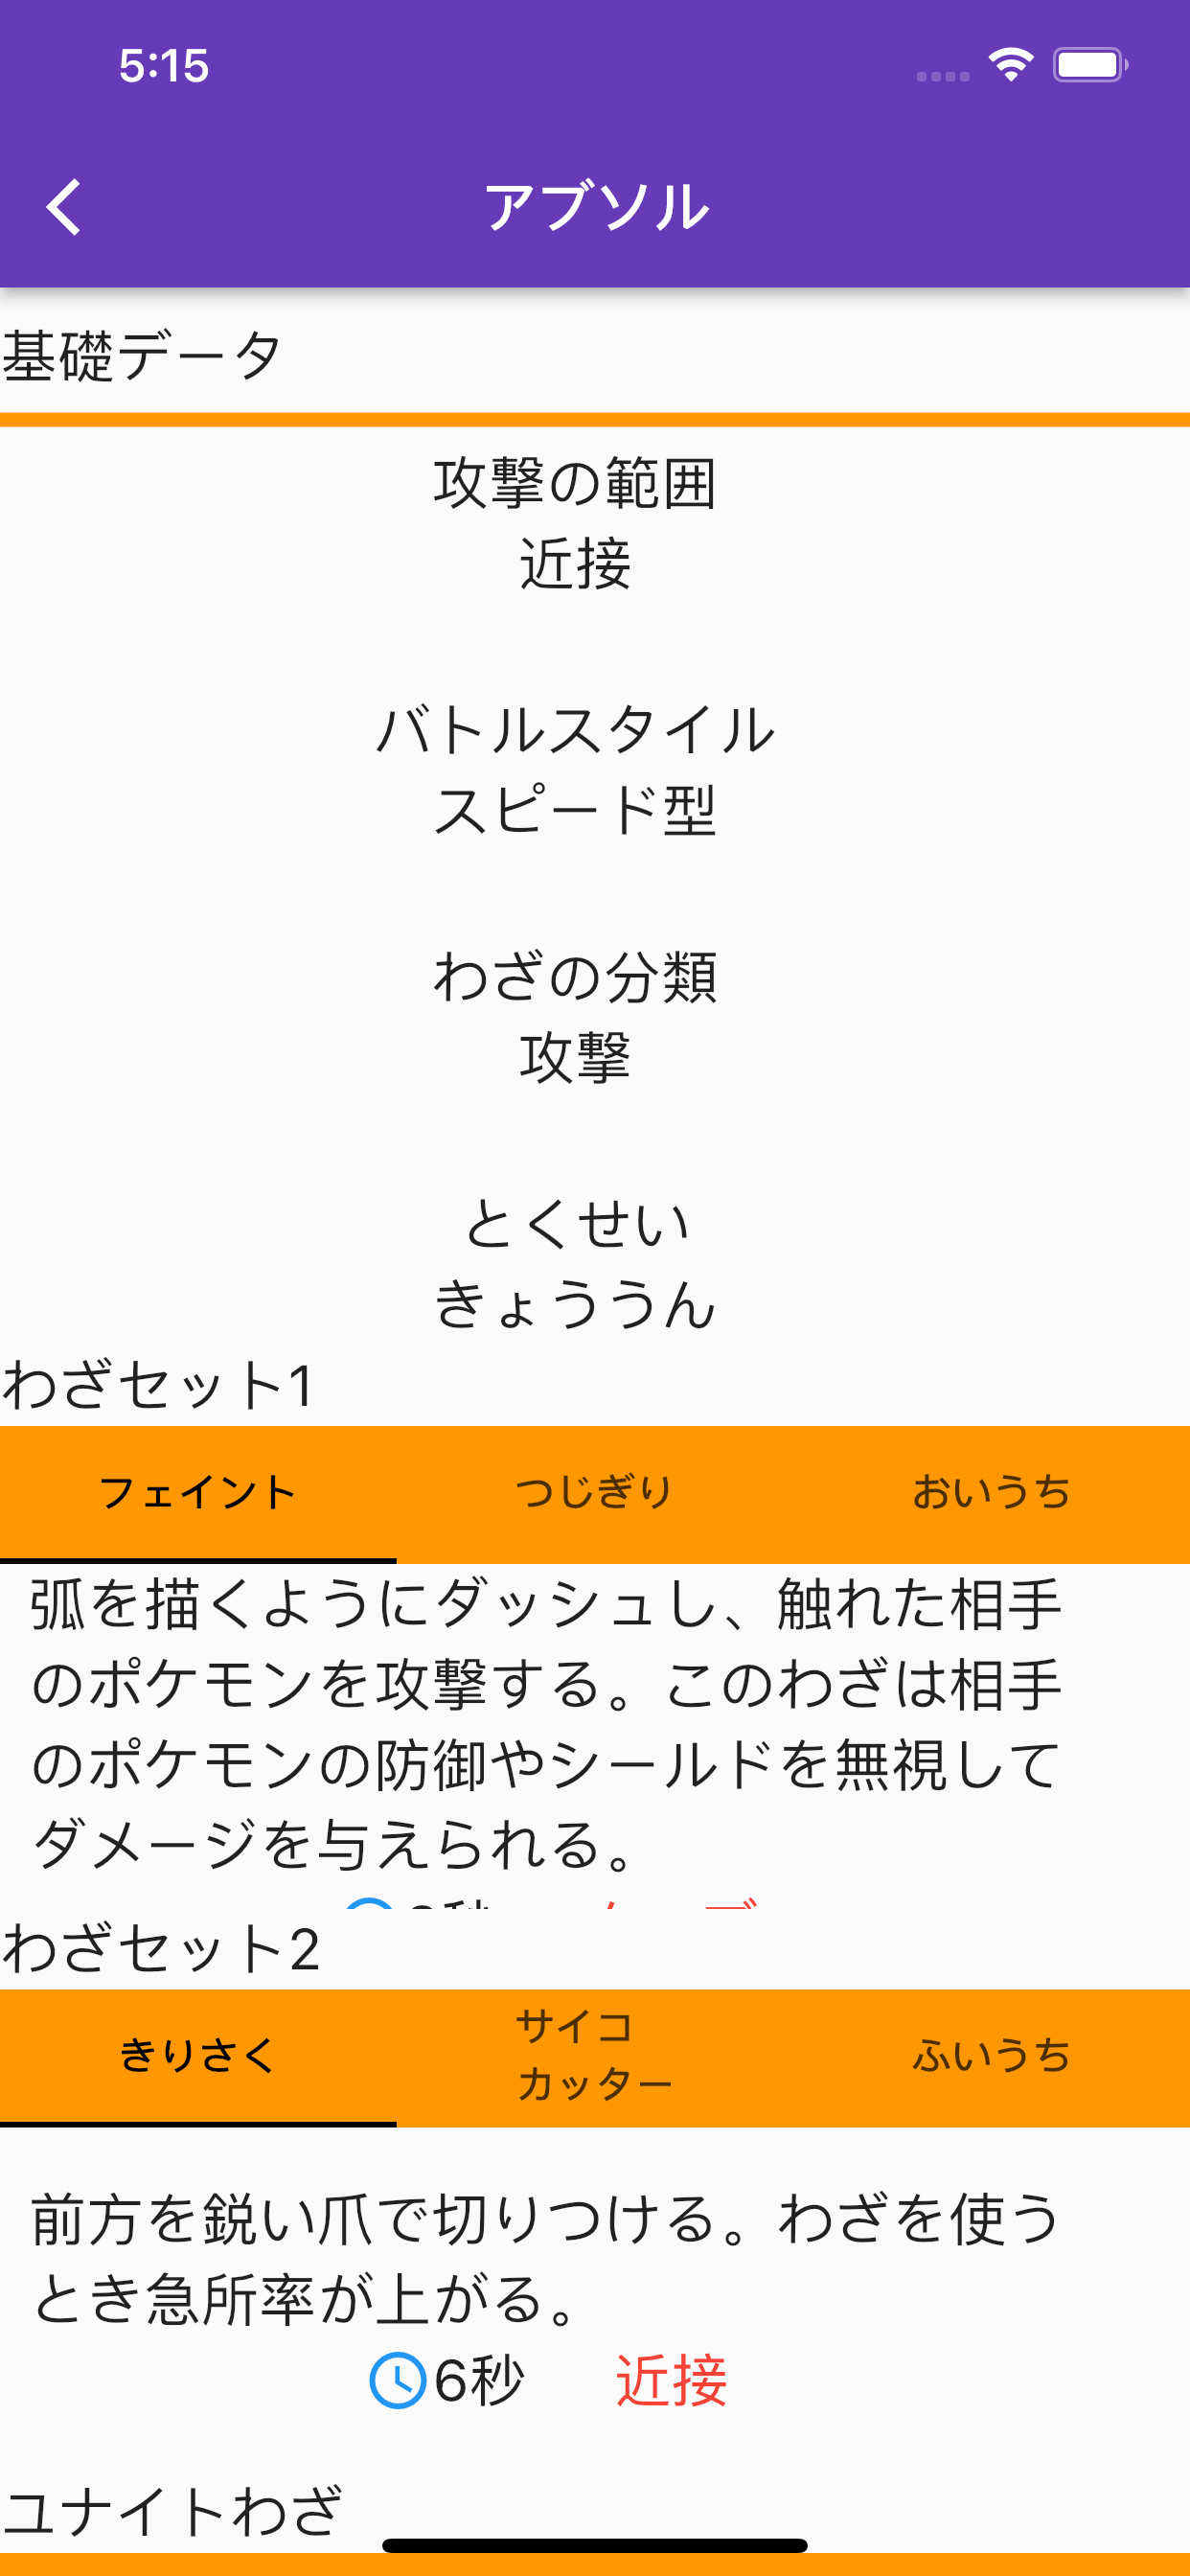 5:15
アブソル
基礎データ
攻撃の範囲
近接
バトルスタイル
スピード型
わざの分類
攻撃
とくせい
きょううん
わざセット1
フェイント
つじぎり
おいうち
弧を描くようにダッシュし、触れた相手
のポケモンを攻撃する。このわざは相手
のポケモンの防御やシールドを無視して
ダメージを与えられる。
わざセット2
きりさく
サイコ
カッター
ふいうち
前方を鋭い爪で切りつける。わざを使う
とき急所率が上がる。
6秒 近接
ユナイトわざ